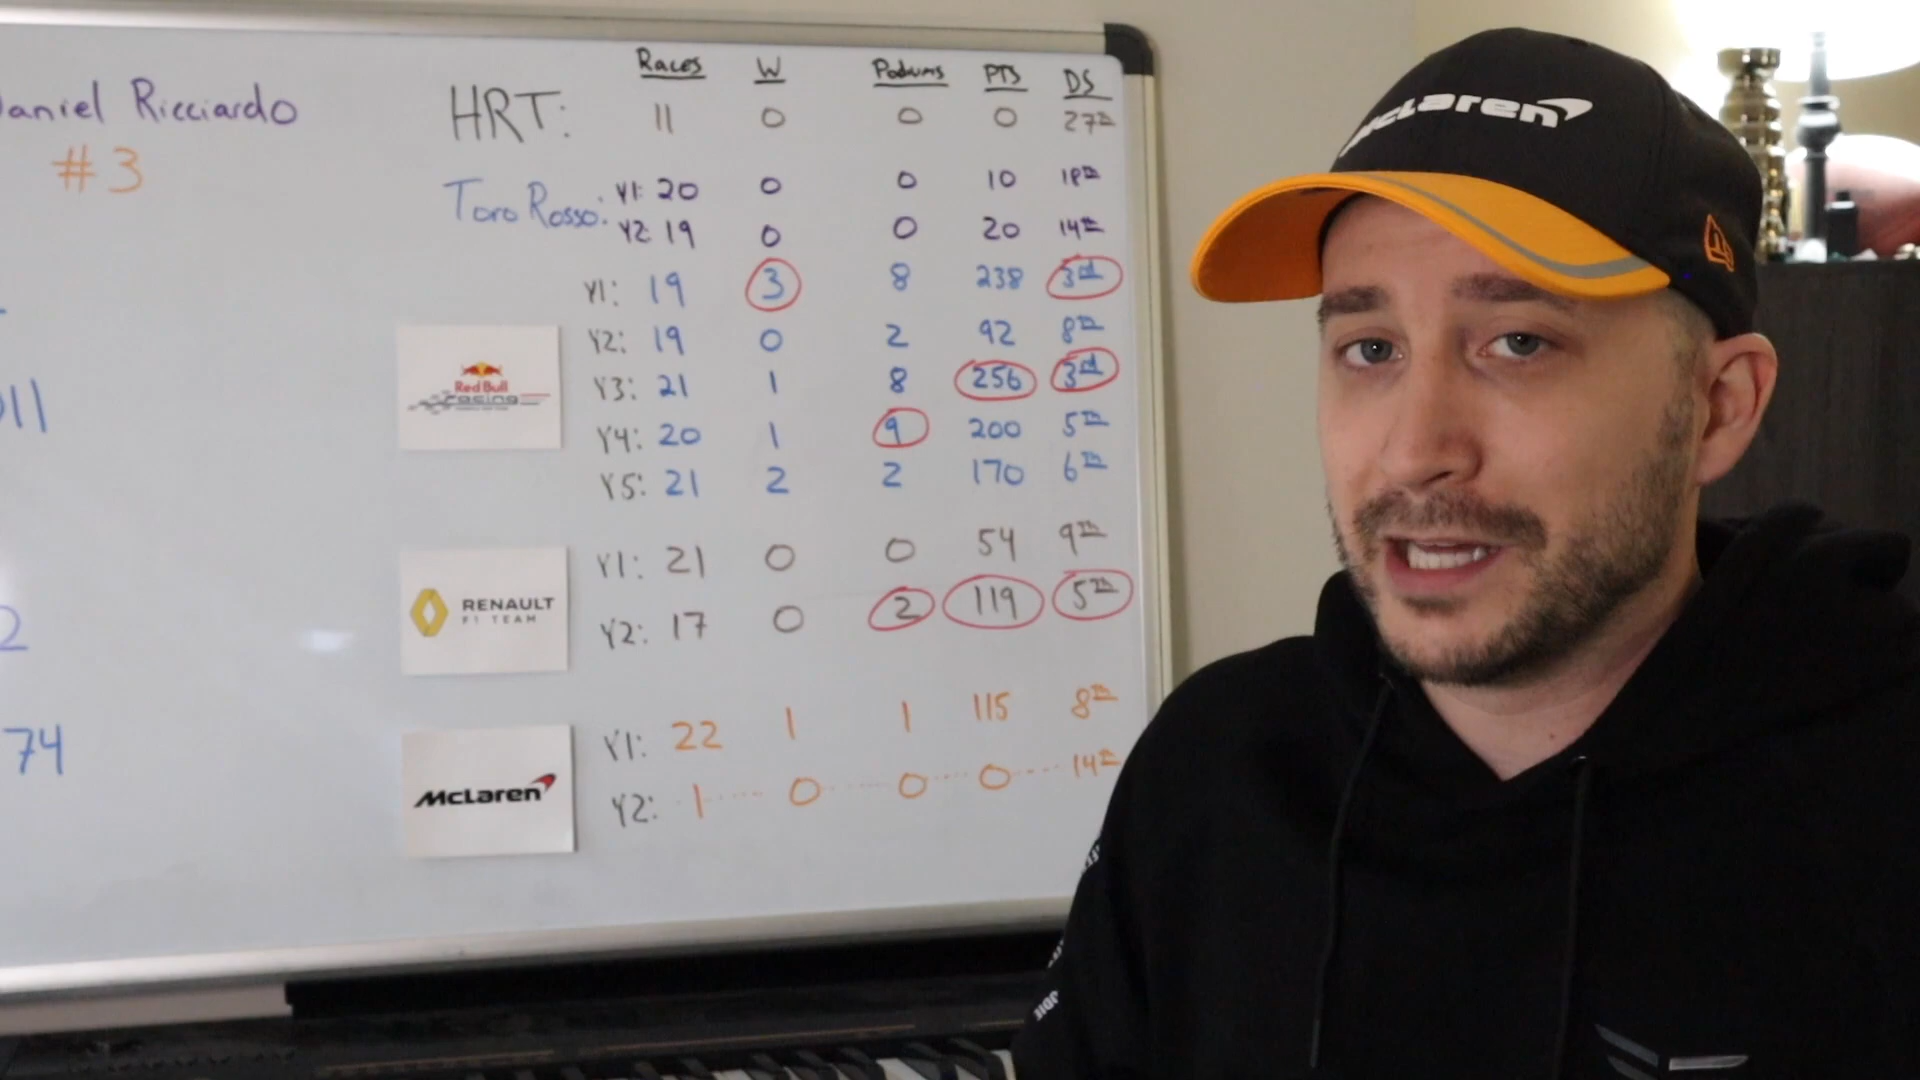 aniel Ricciardo
#3
11
2
74
Races W Podiums PTS DS
HRT: 11 0 0 0 27th
Toro Rosso: Y1: 20 0 0 10 18th
Y2: 19 0 0 20 14th
Y1: 19 3 8 238 3rd
Y2: 19 0 2 92 8th
Y3: 21 1 8 256 3rd
Y4: 20 1 9 200 5th
Y5: 21 2 2 170 6th
Red Bull
racing
Y1: 21 0 0 54 9th
Y2: 17 0 2 119 5th
RENAULT
F1 TEAM
Y1: 22 1 1 115 8th
Y2: 1 0 0 0 14th
McLaren
McLaren